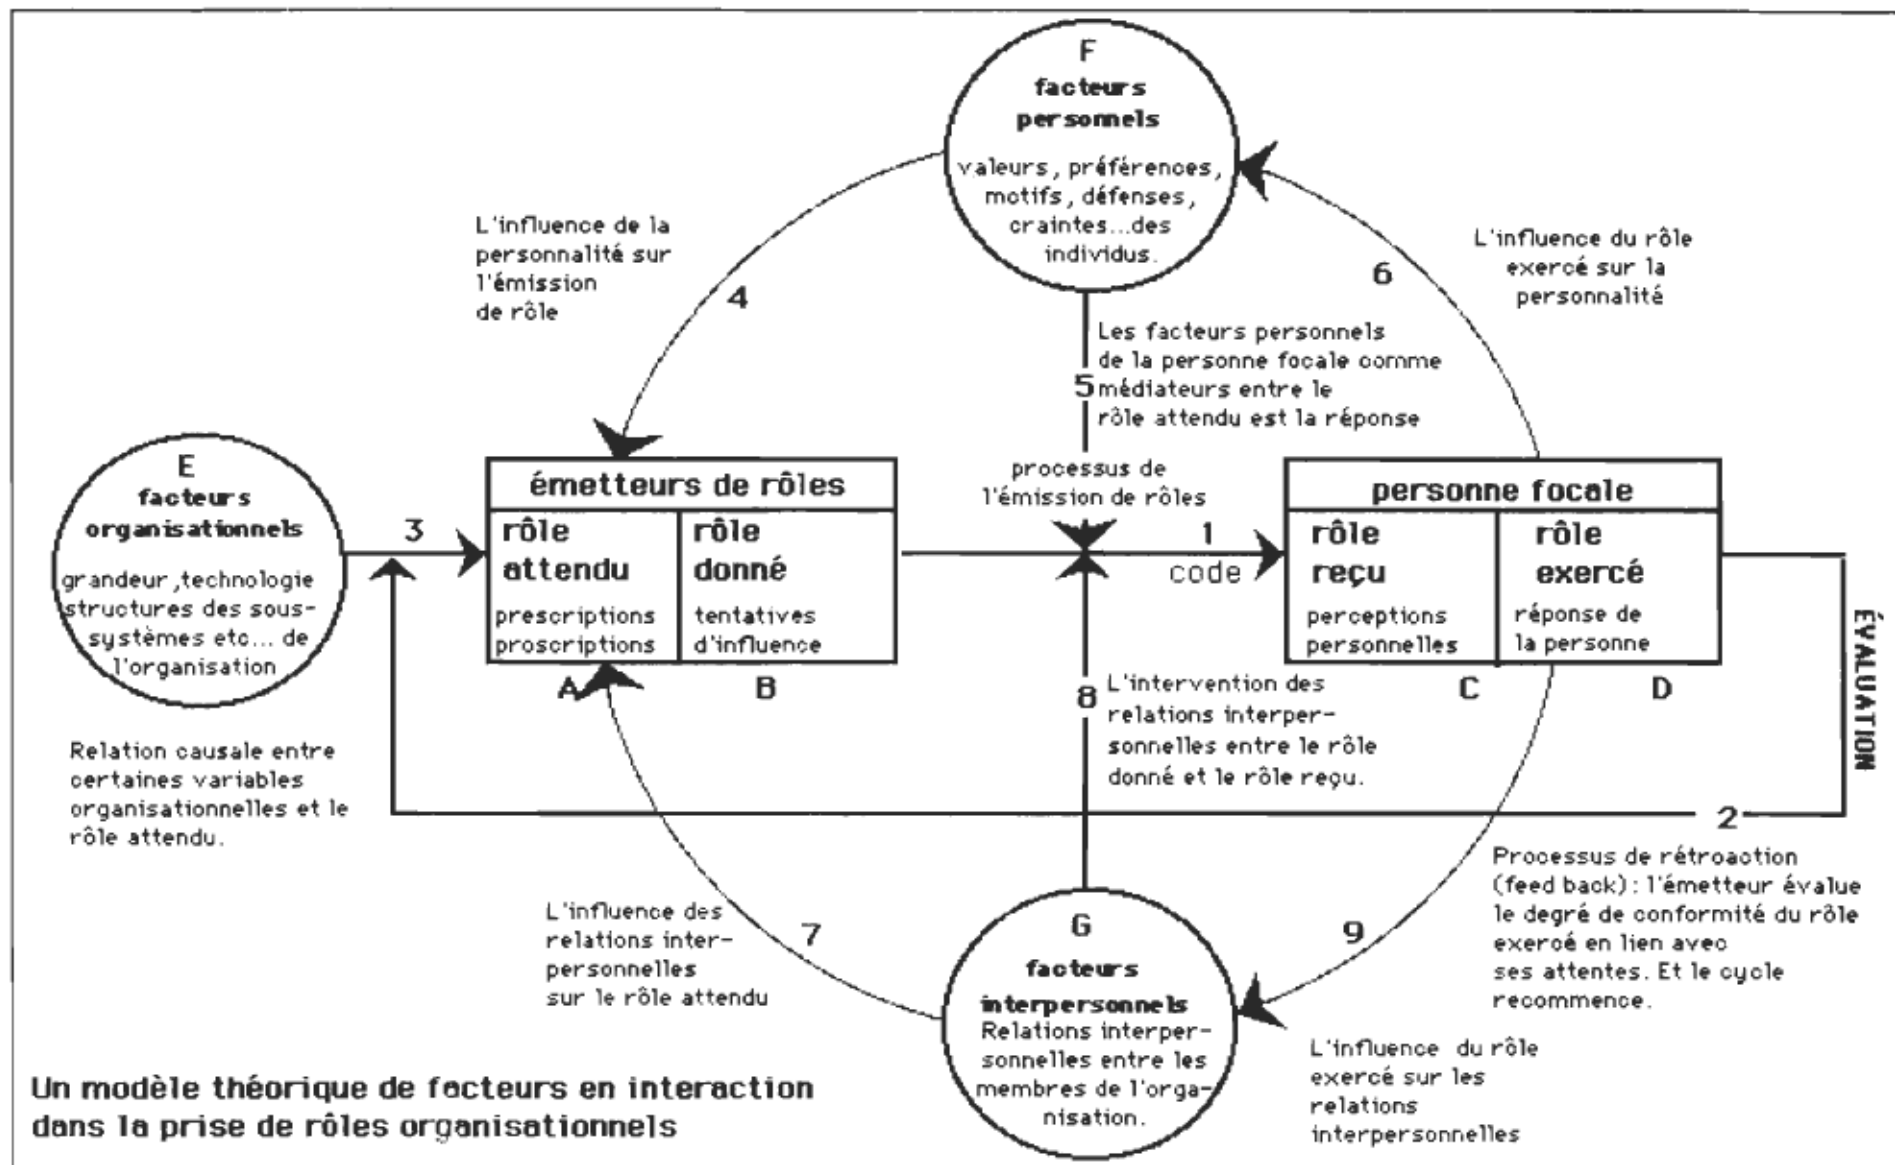 F
facteurs
personnels
valeurs, préférences,
motifs, défenses,
craintes...des
individus.
L'influence de la
personnalité sur
l'émission
de rôle
4
6
L'influence du rôle
exercé sur la
personnalité
Les facteurs personnels
de la personne focale comme
médiateurs entre le
rôle attendu est la réponse
5
E
facteurs
organisationnels
grandeur, technologie
structures des sous-
systèmes etc... de
l'organisation
3
émetteurs de rôles
rôle
attendu
prescriptions
proscriptions
A
rôle
donné
tentatives
d'influence
B
processus de
l'émission de rôles
1
code
personne focale
rôle
reçu
perceptions
personnelles
C
rôle
exercé
réponse de
la personne
D
ÉVALUATION
8
L'intervention des
relations interper-
sonnelles entre le rôle
donné et le rôle reçu.
Relation causale entre
certaines variables
organisationnelles et le
rôle attendu.
2
Processus de rétroaction
(feed back) : l'émetteur évalue
le degré de conformité du rôle
exercé en lien avec
ses attentes. Et le cycle
recommence.
L'influence des
relations inter-
personnelles
sur le rôle attendu
7
9
G
facteurs
interpersonnels
Relations interper-
sonnelles entre les
membres de l'orga-
nisation.
L'influence du rôle
exercé sur les
relations
interpersonnelles
Un modèle théorique de facteurs en interaction
dans la prise de rôles organisationnels